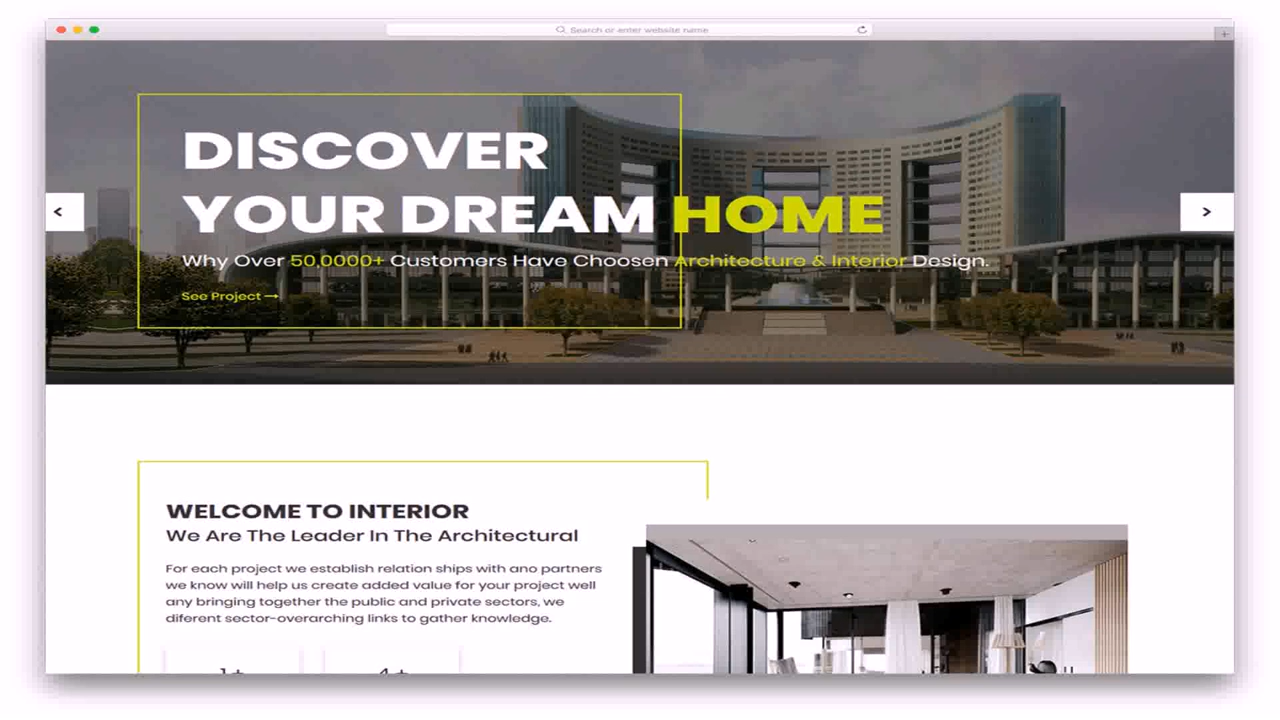 Search or enter website name
DISCOVER
YOUR DREAM HOME
Why Over 50,0000+ Customers Have Choosen Architecture & Interior Design.
See Project
WELCOME TO INTERIOR
We Are The Leader In The Architectural
For each project we establish relation ships with ano partners
we know will help us create added value for your project well
any bringing together the public and private sectors, we
diferent sector-overarching links to gather knowledge.